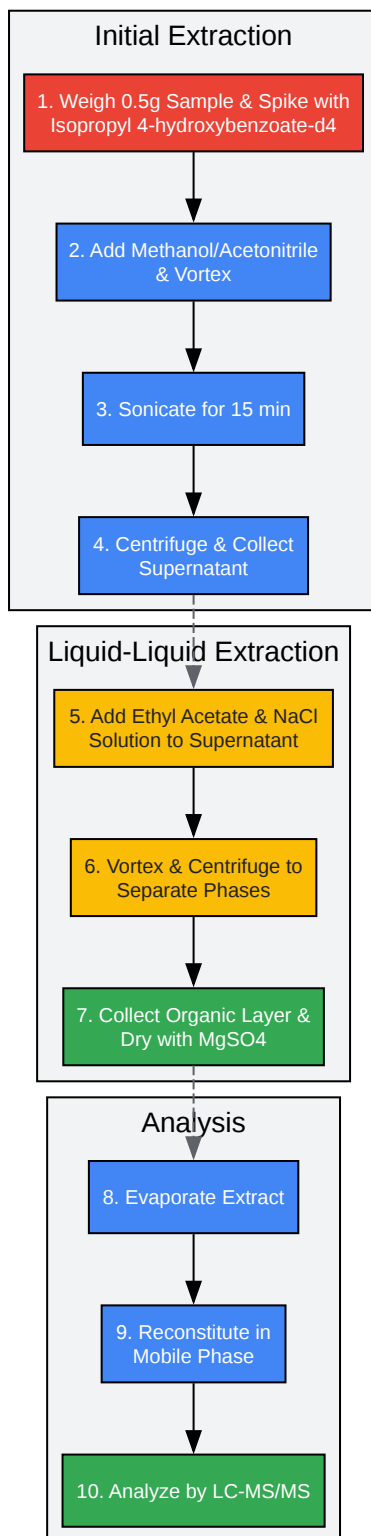 Initial Extraction
1. Weigh 0.5g Sample & Spike with
Isopropyl 4-hydroxybenzoate-d4
2. Add Methanol/Acetonitrile
& Vortex
3. Sonicate for 15 min
4. Centrifuge & Collect
Supernatant
Liquid-Liquid Extraction
5. Add Ethyl Acetate & NaCl
Solution to Supernatant
6. Vortex & Centrifuge to
Separate Phases
7. Collect Organic Layer &
Dry with MgSO4
Analysis
8. Evaporate Extract
9. Reconstitute in
Mobile Phase
10. Analyze by LC-MS/MS